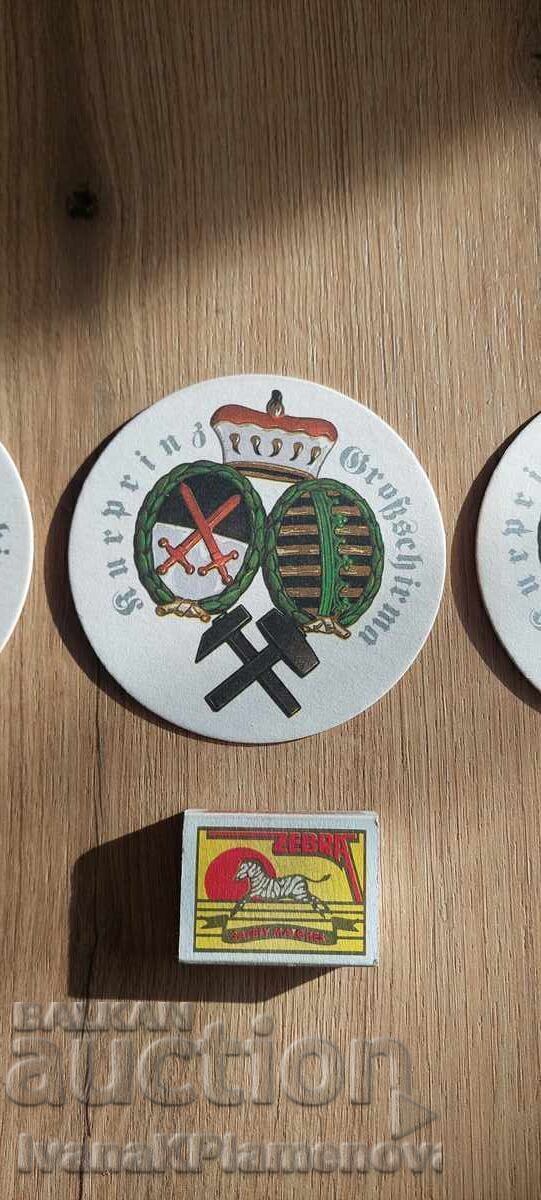 Kurprinz Großschirma
ZEBRA
SAFETY MATCHES
BALKAN
auction
IvanaKPlamenova